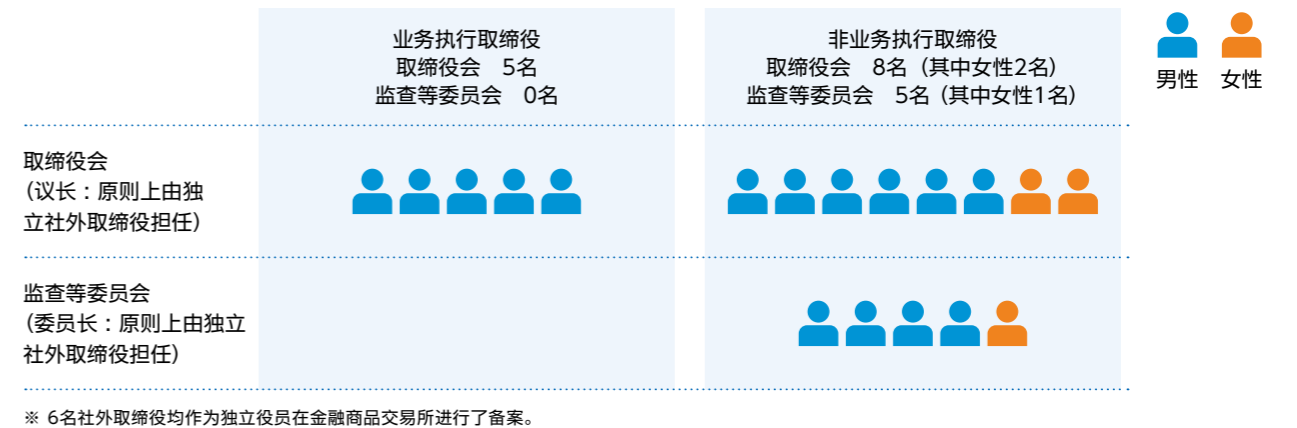 业务执行取缔役
取缔役会　5名
监查等委员会　0名
非业务执行取缔役
取缔役会　8名（其中女性2名）
监查等委员会　5名（其中女性1名）
男性
女性
取缔役会
（议长：原则上由独
立社外取缔役担任）
监查等委员会
（委员长：原则上由独立
社外取缔役担任）
※ 6名社外取缔役均作为独立役员在金融商品交易所进行了备案。